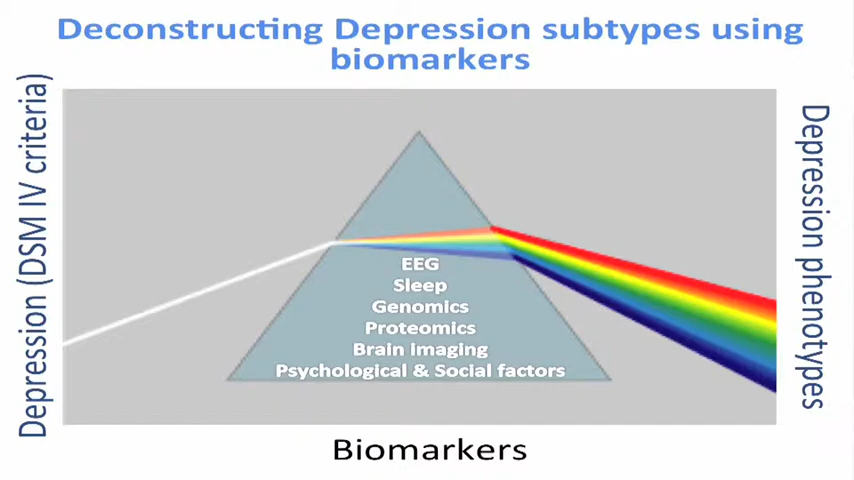 Deconstructing Depression subtypes using
biomarkers
Depression (DSM IV criteria)
EEG
Sleep
Genomics
Proteomics
Brain imaging
Psychological & Social factors
Depression phenotypes
Biomarkers